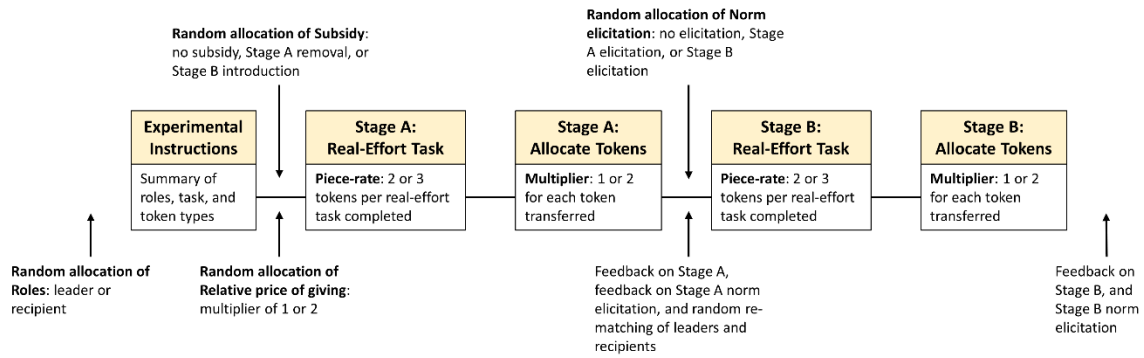 Random allocation of Subsidy:
no subsidy, Stage A removal, or
Stage B introduction
Random allocation of Norm
elicitation: no elicitation, Stage
A elicitation, or Stage B
elicitation
Experimental
Instructions
Summary of
roles, task, and
token types
Stage A:
Real-Effort Task
Piece-rate: 2 or 3
tokens per real-effort
task completed
Stage A:
Allocate Tokens
Multiplier: 1 or 2
for each token
transferred
Stage B:
Real-Effort Task
Piece-rate: 2 or 3
tokens per real-effort
task completed
Stage B:
Allocate Tokens
Multiplier: 1 or 2
for each token
transferred
Random allocation of
Roles: leader or
recipient
Random allocation of
Relative price of giving:
multiplier of 1 or 2
Feedback on Stage A,
feedback on Stage A norm
elicitation, and random re-
matching of leaders and
recipients
Feedback on
Stage B, and
Stage B norm
elicitation